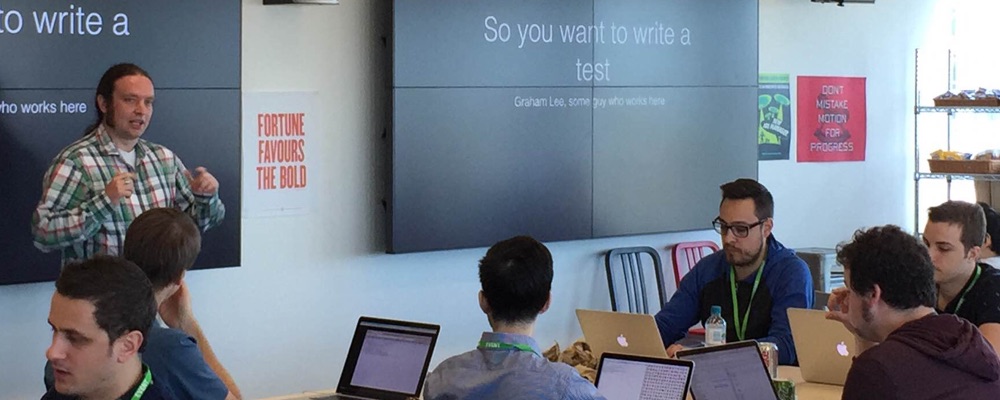 to write a
who works here
FORTUNE
FAVOURS
THE BOLD
So you want to write a
test
Graham Lee, some guy who works here
DON'T
MISTAKE
MOTION
FOR
PROGRESS